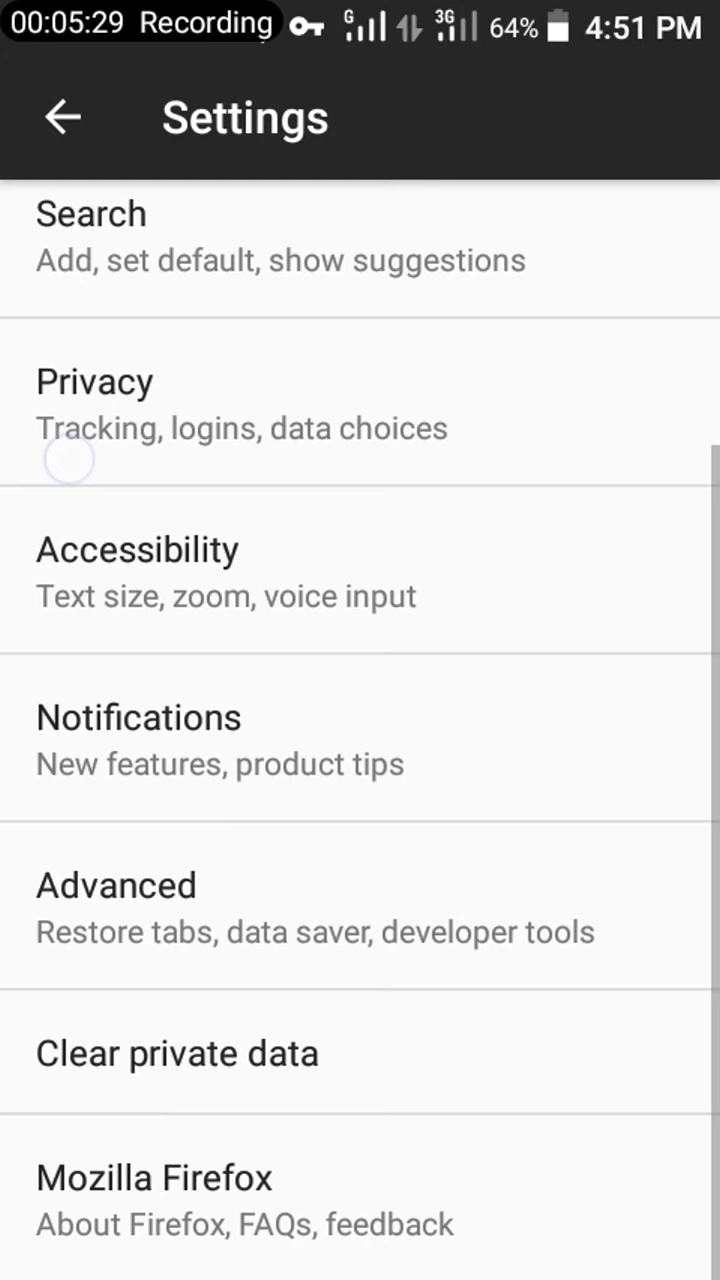 00:05:29 Recording G 3G 64% 4:51 PM
Settings
Search
Add, set default, show suggestions
Privacy
Tracking, logins, data choices
Accessibility
Text size, zoom, voice input
Notifications
New features, product tips
Advanced
Restore tabs, data saver, developer tools
Clear private data
Mozilla Firefox
About Firefox, FAQs, feedback